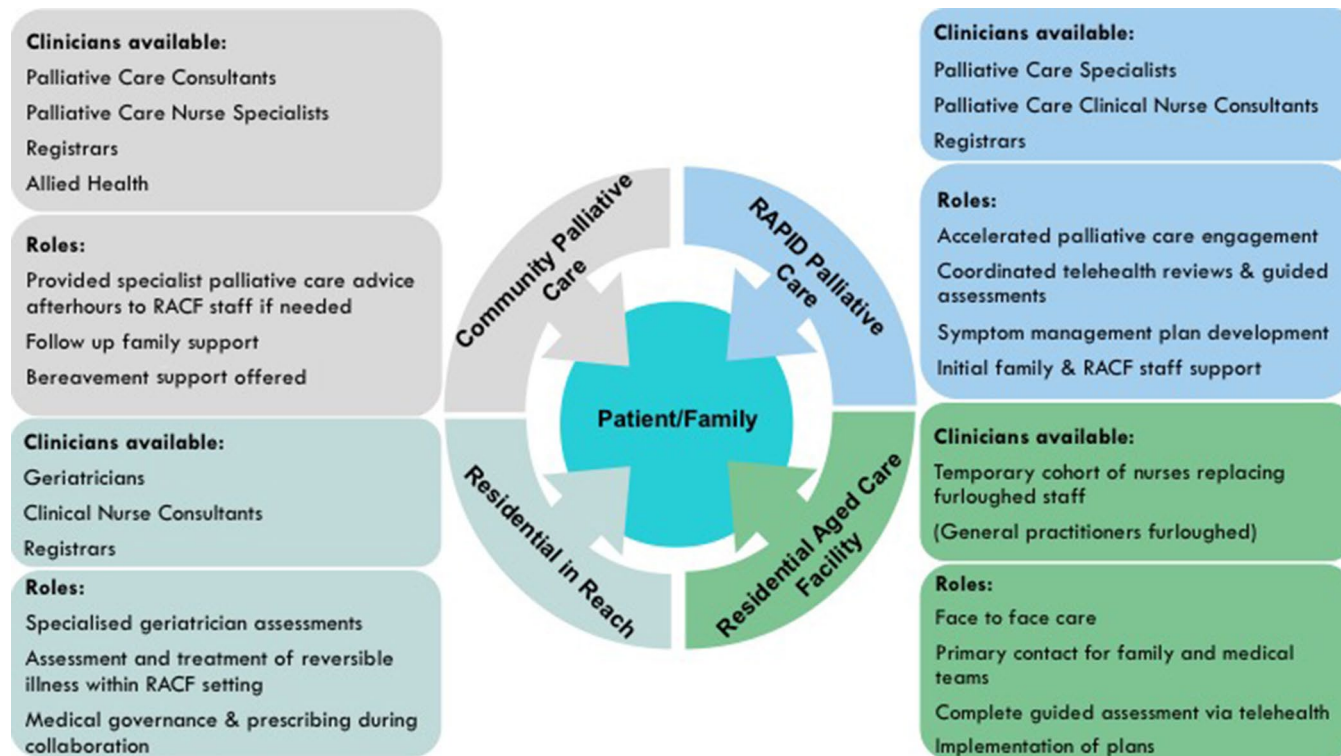 Clinicians available:
Palliative Care Consultants
Palliative Care Nurse Specialists
Registrars
Allied Health
Roles:
Provided specialist palliative care advice
afterhours to RACF staff if needed
Follow up family support
Bereavement support offered
Clinicians available:
Geriatricians
Clinical Nurse Consultants
Registrars
Roles:
Specialised geriatrician assessments
Assessment and treatment of reversible
illness within RACF setting
Medical governance & prescribing during
collaboration
Community Palliative
Care
RAPID Palliative
Care
Patient/Family
Residential in Reach
Residential Aged Care
Facility
Clinicians available:
Palliative Care Specialists
Palliative Care Clinical Nurse Consultants
Registrars
Roles:
Accelerated palliative care engagement
Coordinated telehealth reviews & guided
assessments
Symptom management plan development
Initial family & RACF staff support
Clinicians available:
Temporary cohort of nurses replacing
furloughed staff
(General practitioners furloughed)
Roles:
Face to face care
Primary contact for family and medical
teams
Complete guided assessment via telehealth
Implementation of plans